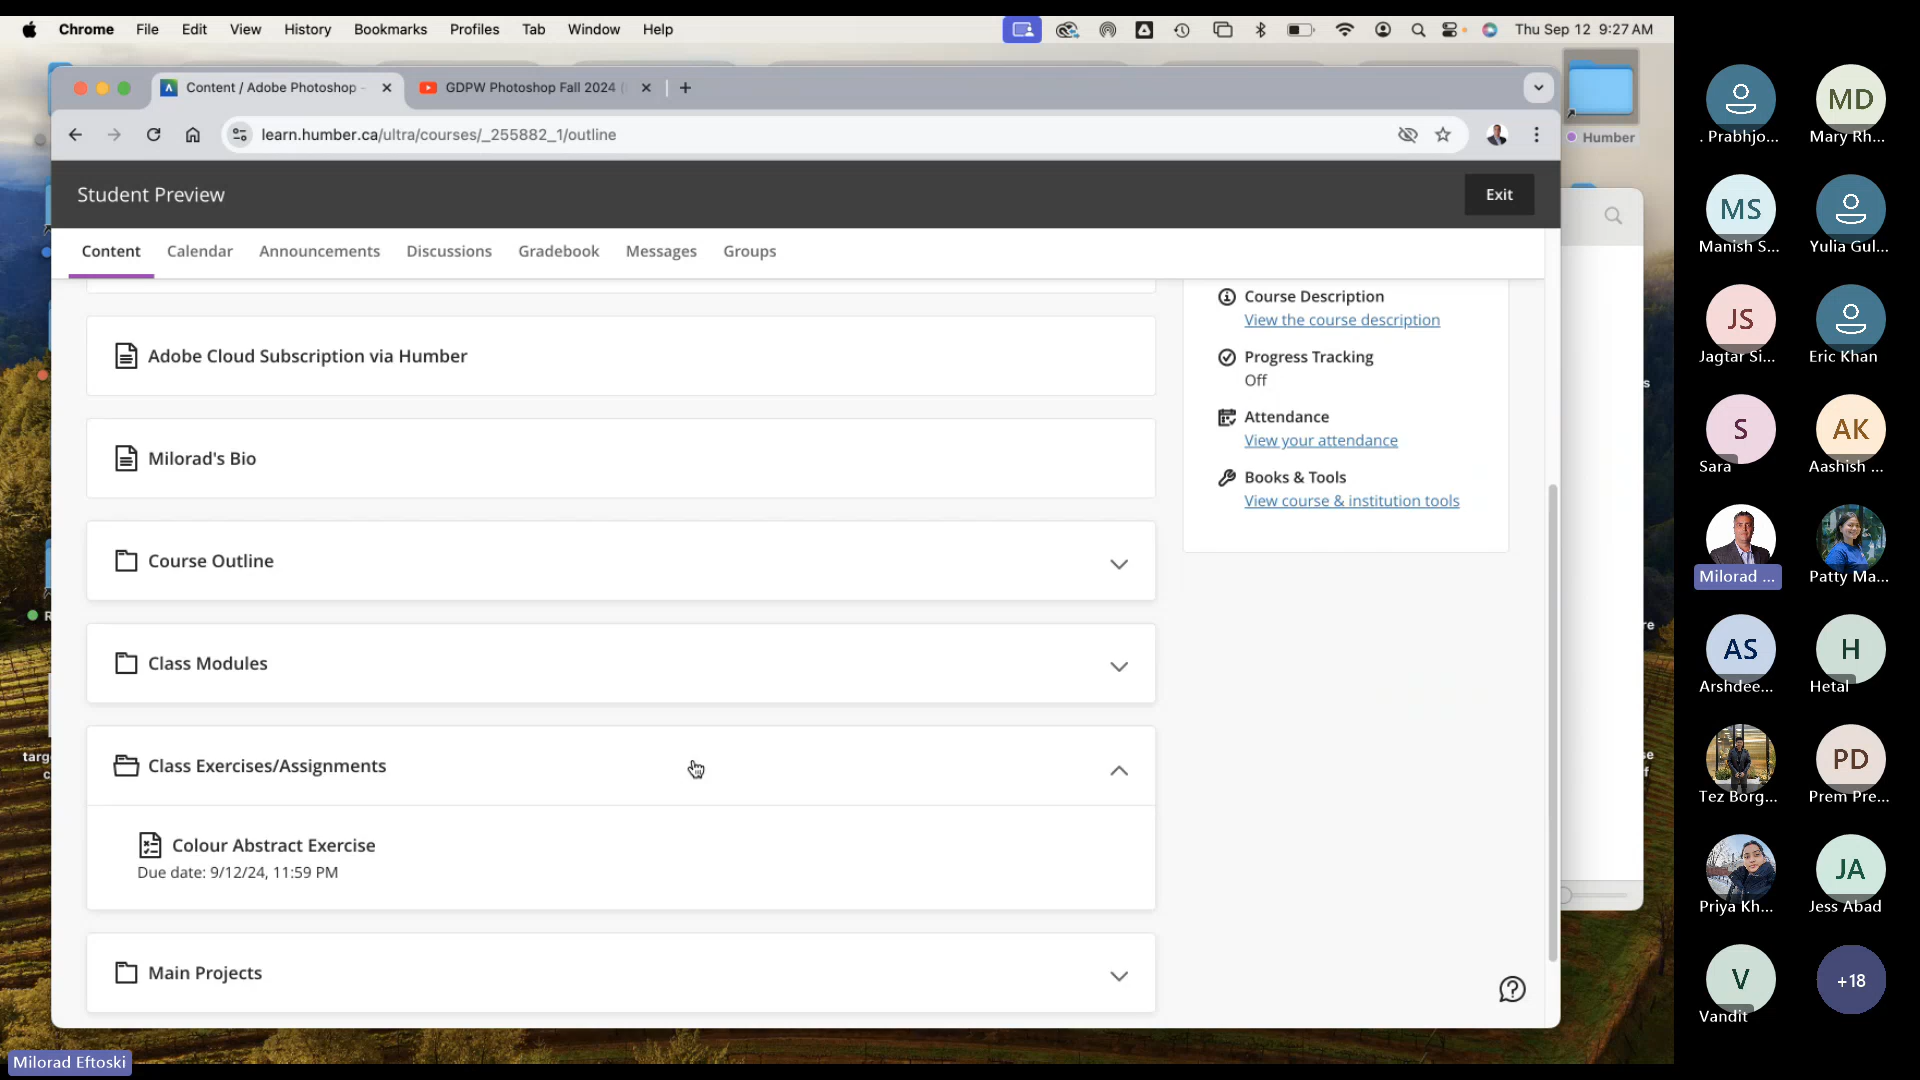 Chrome File Edit View History Bookmarks Profiles Tab Window Help Thu Sep 12 9:27 AM
Content / Adobe Photoshop - GDPW Photoshop Fall 2024
learn.humber.ca/ultra/courses/_255882_1/outline
Humber
Student Preview Exit
Content Calendar Announcements Discussions Gradebook Messages Groups
Adobe Cloud Subscription via Humber
Milorad's Bio
Course Outline
Class Modules
Class Exercises/Assignments
Colour Abstract Exercise
Due date: 9/12/24, 11:59 PM
Main Projects
Course Description
View the course description
Progress Tracking
Off
Attendance
View your attendance
Books & Tools
View course & institution tools
targ
. Prabhjo...
MD
Mary Rh...
MS
Manish S...
Yulia Gul...
JS
Jagtar Si...
Eric Khan
S
Sara
AK
Aashish ...
Milorad ...
Patty Ma...
AS
Arshdee...
H
Hetal
Tez Borg...
PD
Prem Pre...
Priya Kh...
JA
Jess Abad
V
Vandit
+18
Milorad Eftoski